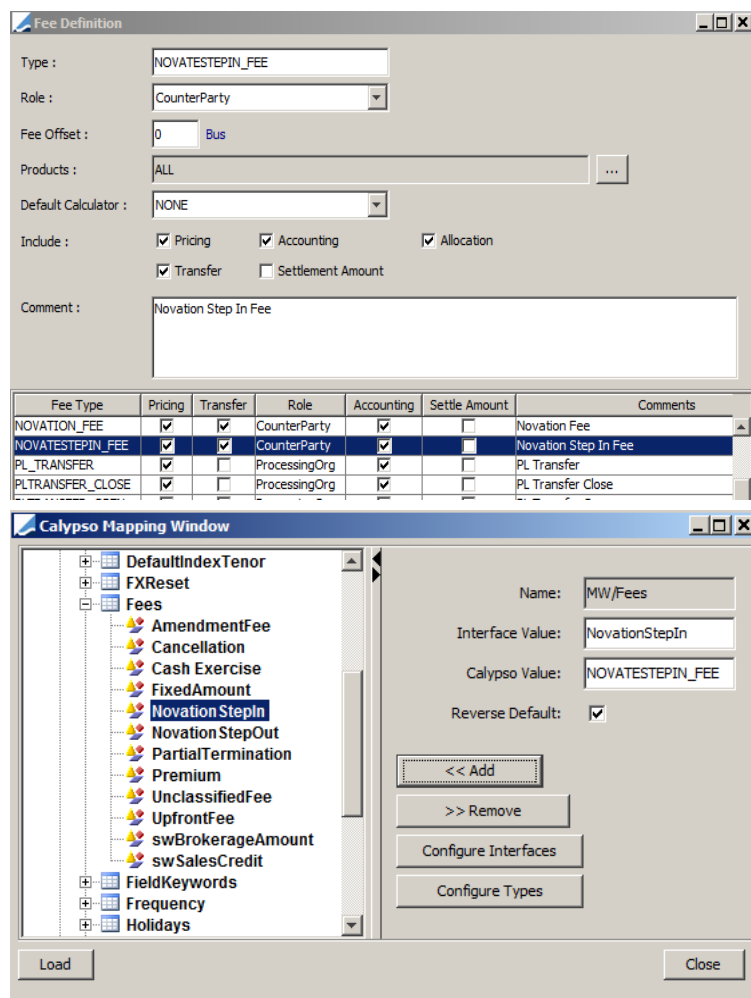 Fee Definition
Type :
NOVATESTEPIN_FEE
Role :
CounterParty
Fee Offset :
0 Bus
Products :
ALL
...
Default Calculator :
NONE
Include :
Pricing Accounting Allocation
Transfer Settlement Amount
Comment :
Novation Step In Fee
Fee Type Pricing Transfer Role Accounting Settle Amount Comments
NOVATION_FEE CounterParty Novation Fee
NOVATESTEPIN_FEE CounterParty Novation Step In Fee
PL_TRANSFER ProcessingOrg PL Transfer
PLTRANSFER_CLOSE ProcessingOrg PL Transfer Close
Calypso Mapping Window
DefaultIndexTenor
FXReset
Fees
AmendmentFee
Cancellation
Cash Exercise
FixedAmount
NovationStepIn
NovationStepOut
PartialTermination
Premium
UnclassifiedFee
UpfrontFee
swBrokerageAmount
swSalesCredit
FieldKeywords
Frequency
Holidays
Name: MW/Fees
Interface Value: NovationStepIn
Calypso Value: NOVATESTEPIN_FEE
Reverse Default:
<< Add
>> Remove
Configure Interfaces
Configure Types
Load
Close